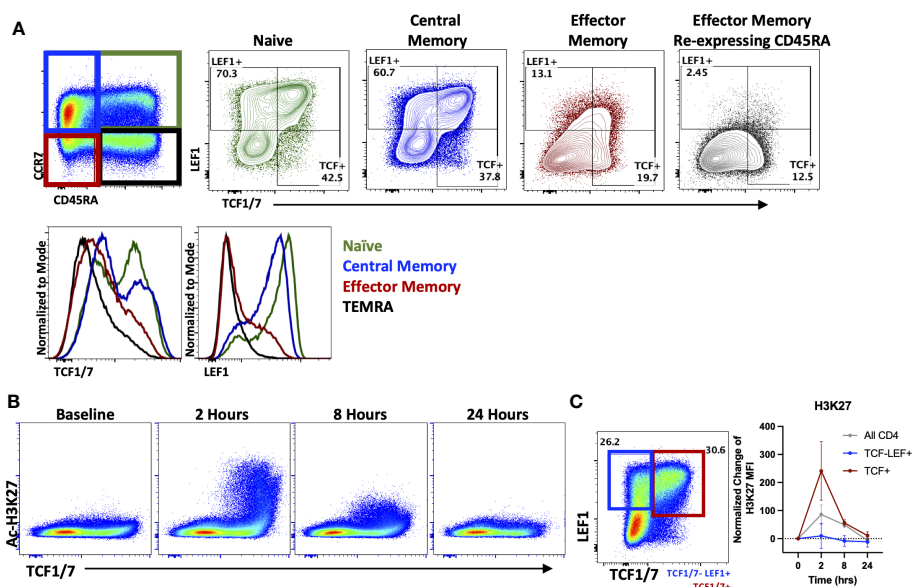 A
Naive
Central
Memory
Effector
Memory
Effector Memory
Re-expressing CD45RA
CCR7
CD45RA
LEF1+
70.3
TCF+
42.5
LEF1
TCF1/7
LEF1+
60.7
TCF+
37.8
LEF1+
13.1
TCF+
19.7
LEF1+
2.45
TCF+
12.5
Normalized to Mode
TCF1/7
Normalized to Mode
LEF1
Naïve
Central Memory
Effector Memory
TEMRA
B
Baseline
2 Hours
8 Hours
24 Hours
Ac-H3K27
TCF1/7
C
26.2
30.6
LEF1
TCF1/7
TCF1/7- LEF1+
TCF1/7+
H3K27
Normalized Change of
H3K27 MFI
400
300
200
100
0
0 2 8 24
Time (hrs)
All CD4
TCF-LEF+
TCF+